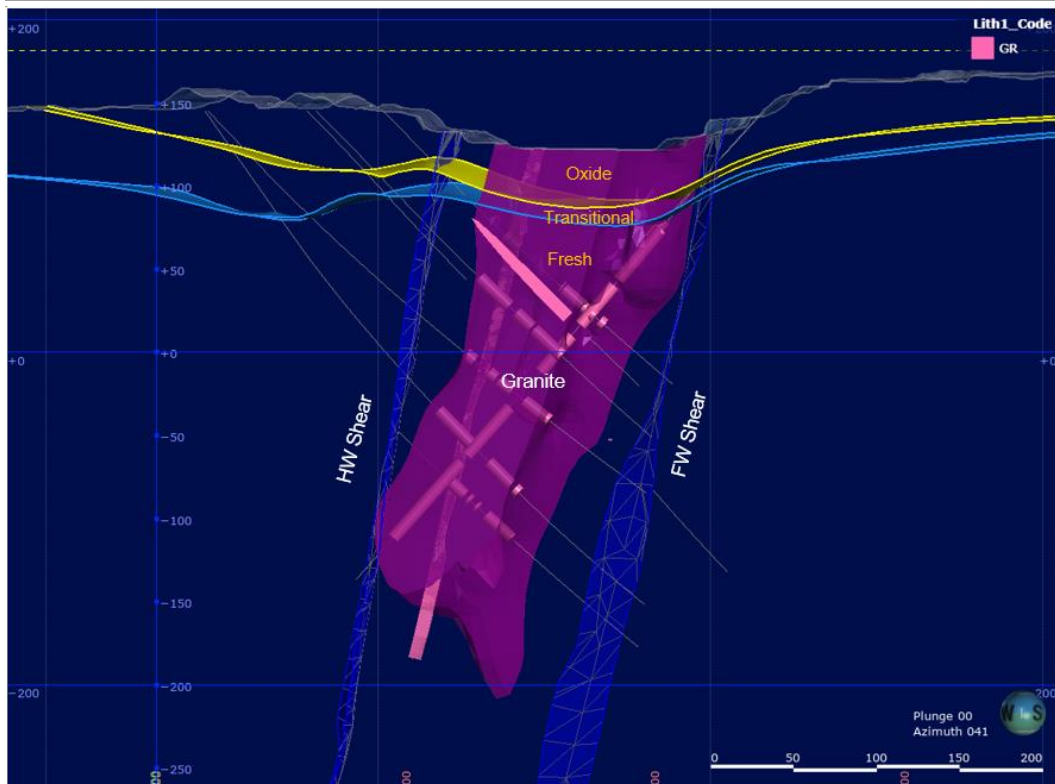 +200
Lith1_Code
GR
+150
Oxide
+100
Transitional
Fresh
+50
+0
+0
Granite
HW Shear
FW Shear
−50
−100
−150
−200
−200
200
−250
W
S
Plunge 00
Azimuth 041
0 50 100 150 200